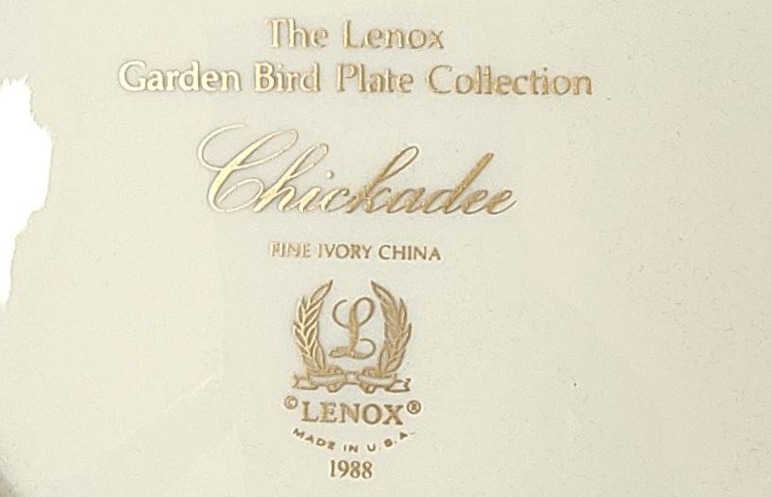 The Lenox
Garden Bird Plate Collection
Chickadee
FINE IVORY CHINA
L
© LENOX ®
MADE IN U.S.A.
1988